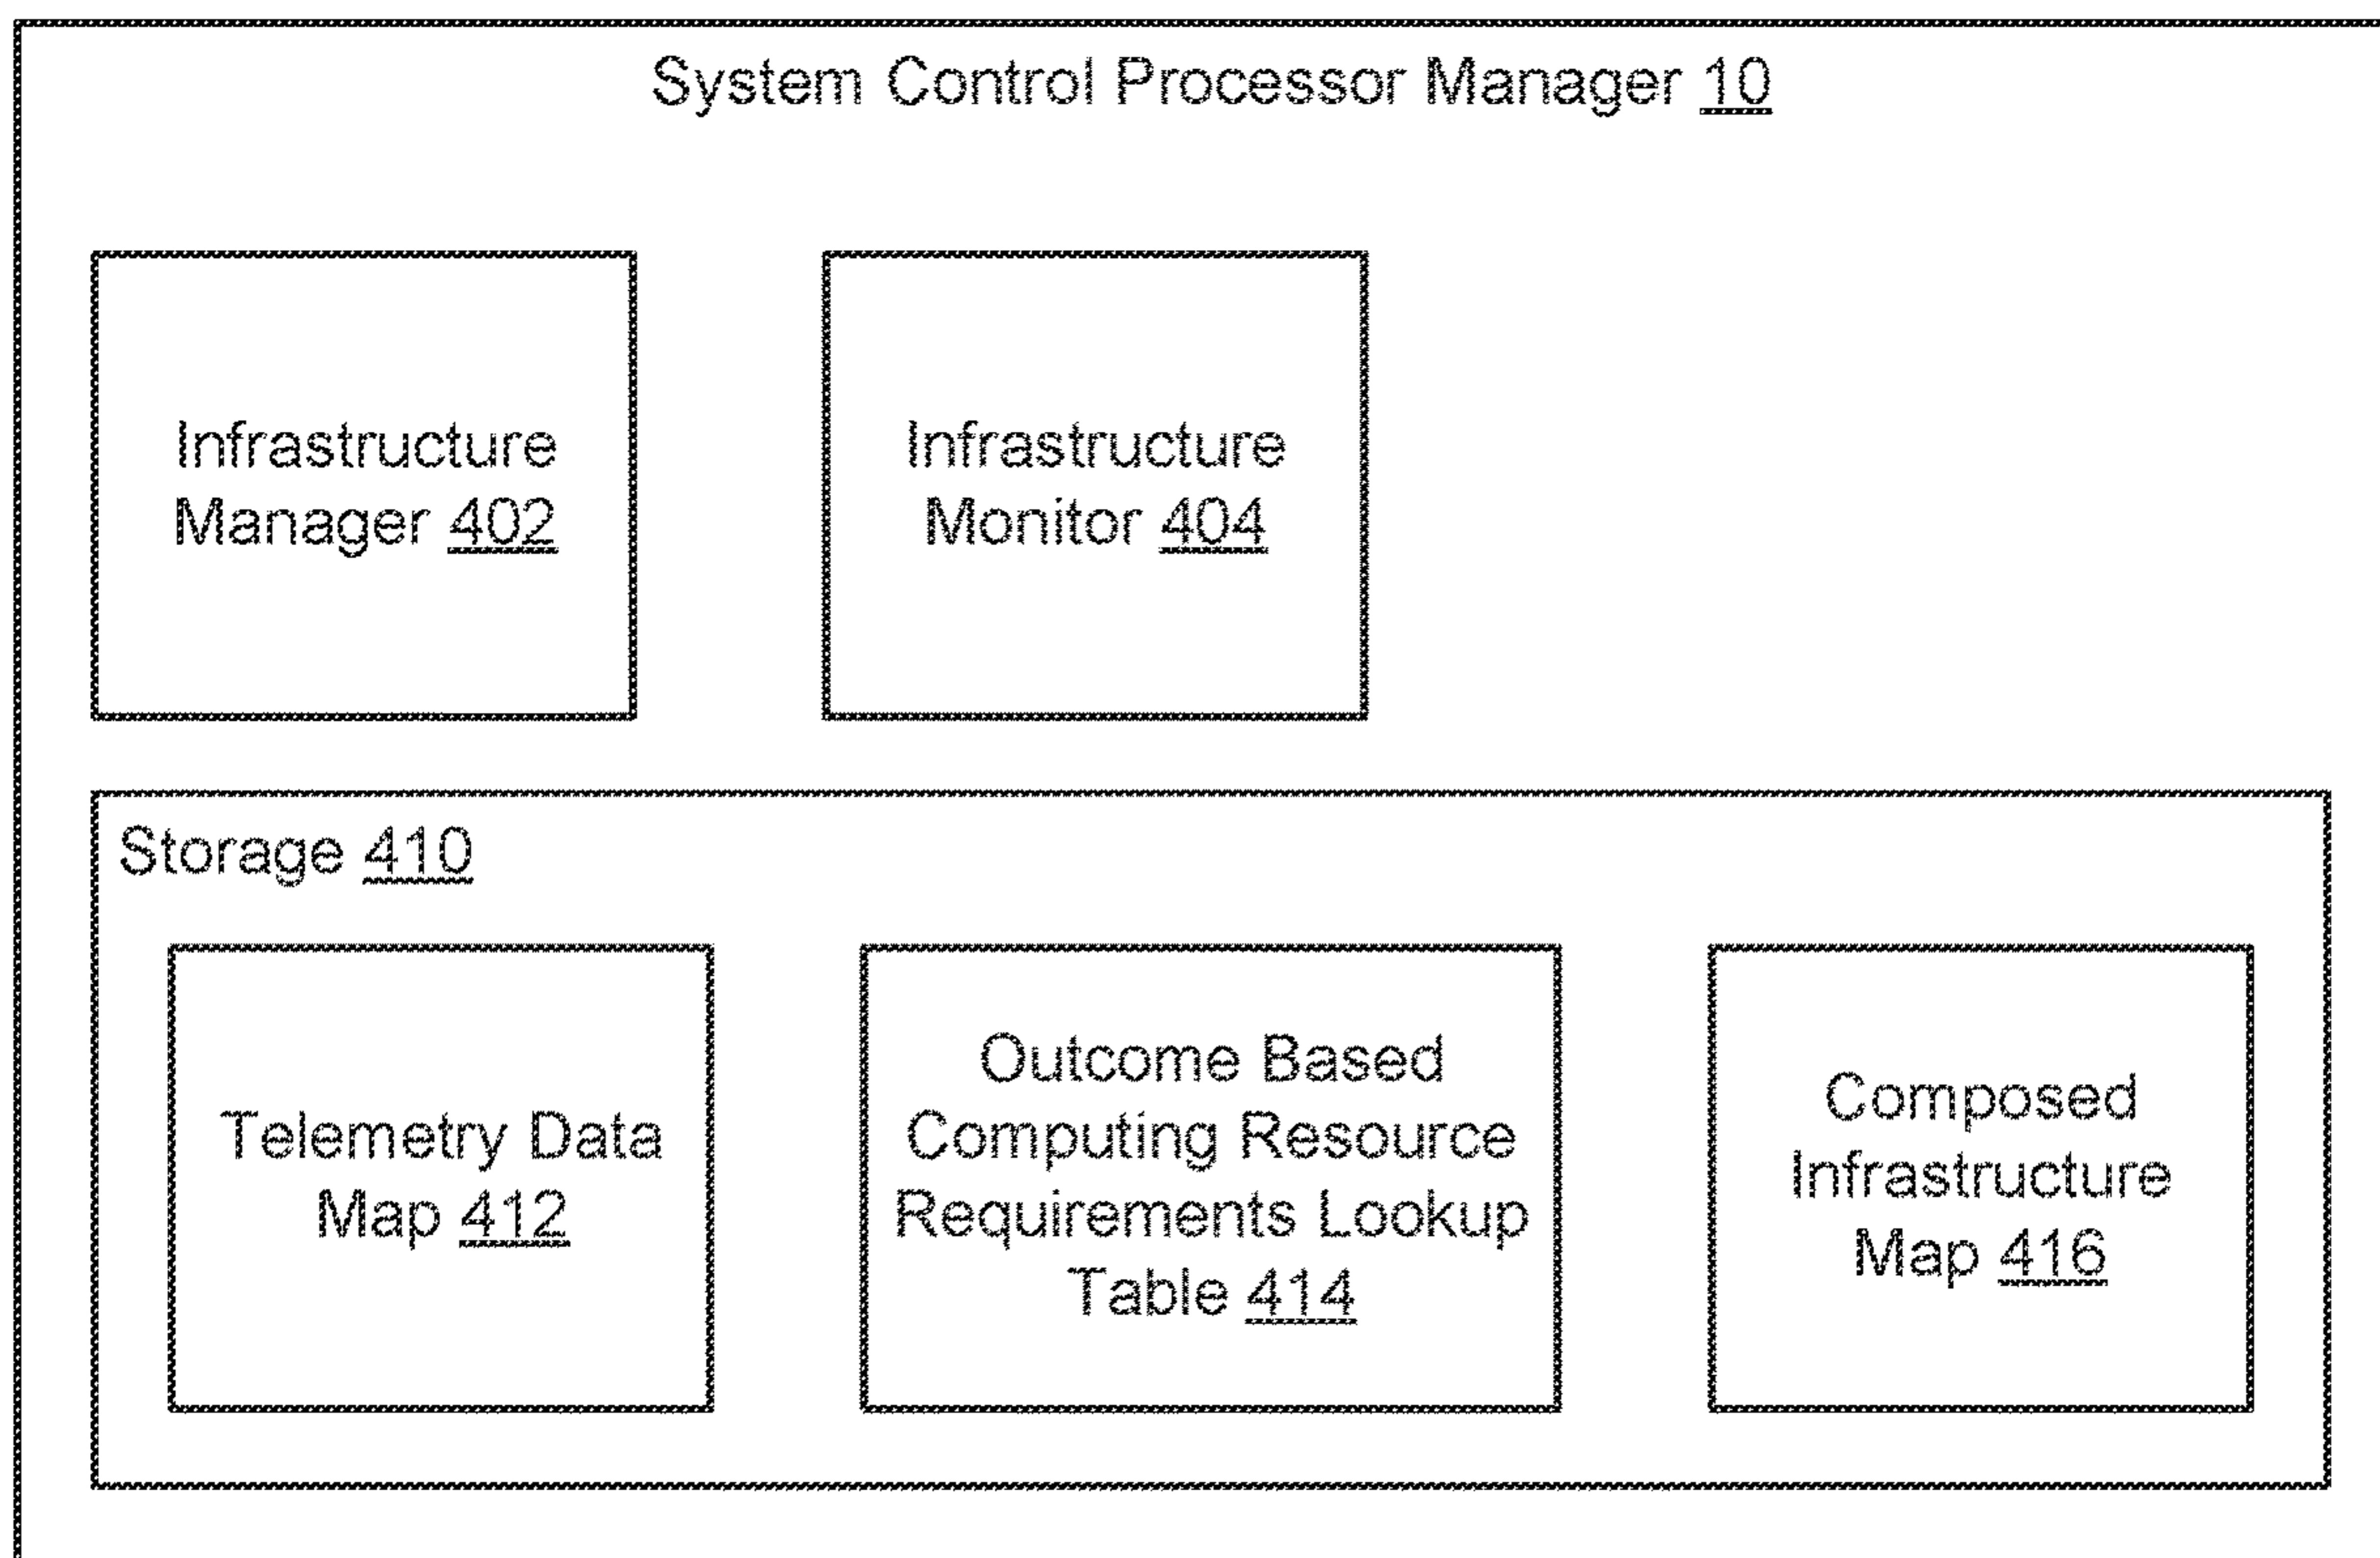 System Control Processor Manager 10
Infrastructure
Manager 402
Infrastructure
Monitor 404
Storage 410
Telemetry Data
Map 412
Outcome Based
Computing Resource
Requirements Lookup
Table 414
Composed
Infrastructure
Map 416